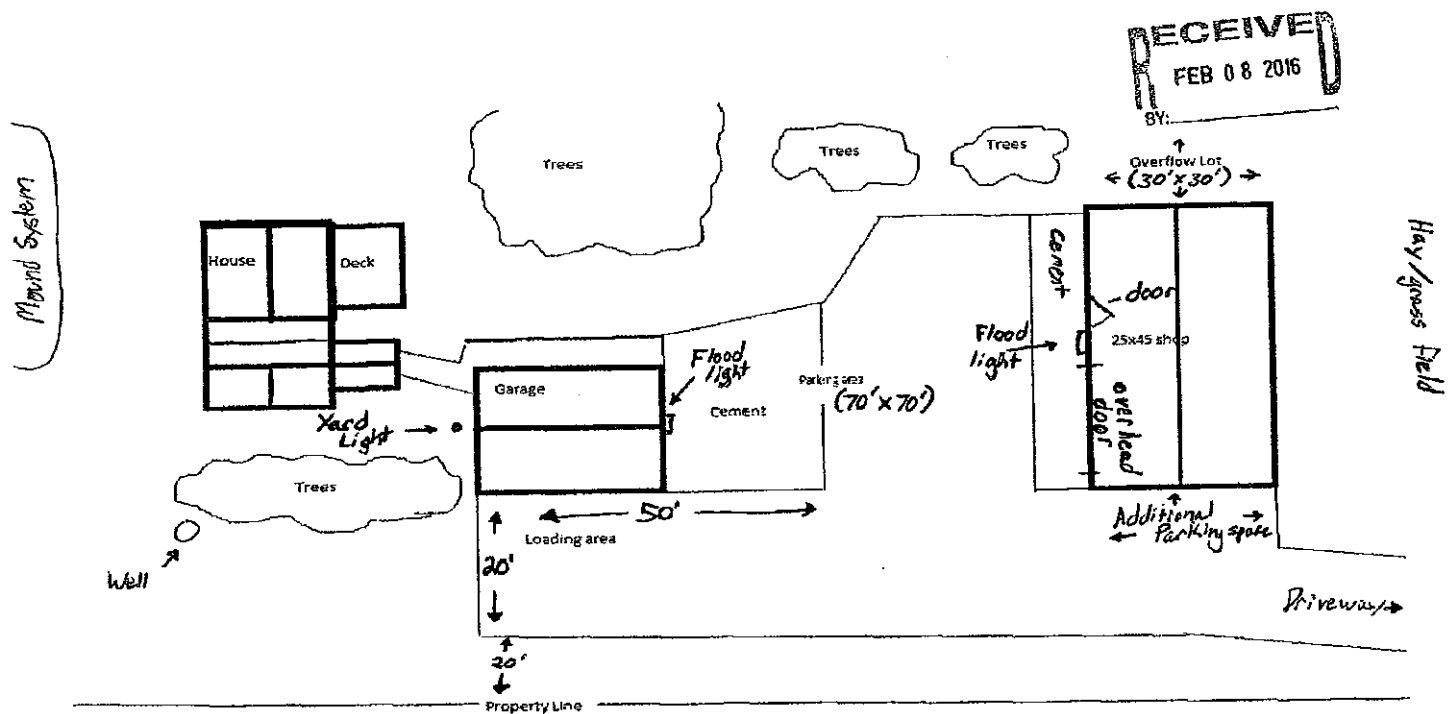 RECEIVED
FEB 08 2016
BY:
Mound System
Trees
Trees
Trees
Overflow Lot
(30'x30')
House
Deck
Cement
door
Flood
light
25x45 shop
overhead
door
Hay/grass field
Garage
Flood
light
Cement
Parking area
(70'x70')
Yard
Light
Trees
50'
Loading area
20'
Additional
Parking space
Well
Driveway
20'
Property Line